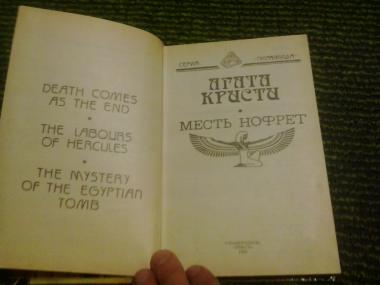 DEATH COMES
AS THE END
•
THE LABOURS
OF HERCULES
•
THE MYSTERY
OF THE EGYPTIAN
TOMB
СЕРИЯ
АГАТА
КРИСТИ
•
МЕСТЬ НОФРЕТ